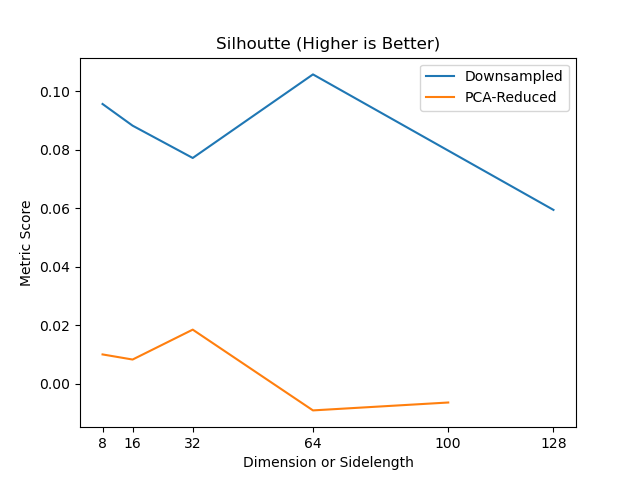 Silhoutte (Higher is Better)
Downsampled
PCA-Reduced
Metric Score
0.10
0.08
0.06
0.04
0.02
0.00
8 16 32 64 100 128
Dimension or Sidelength